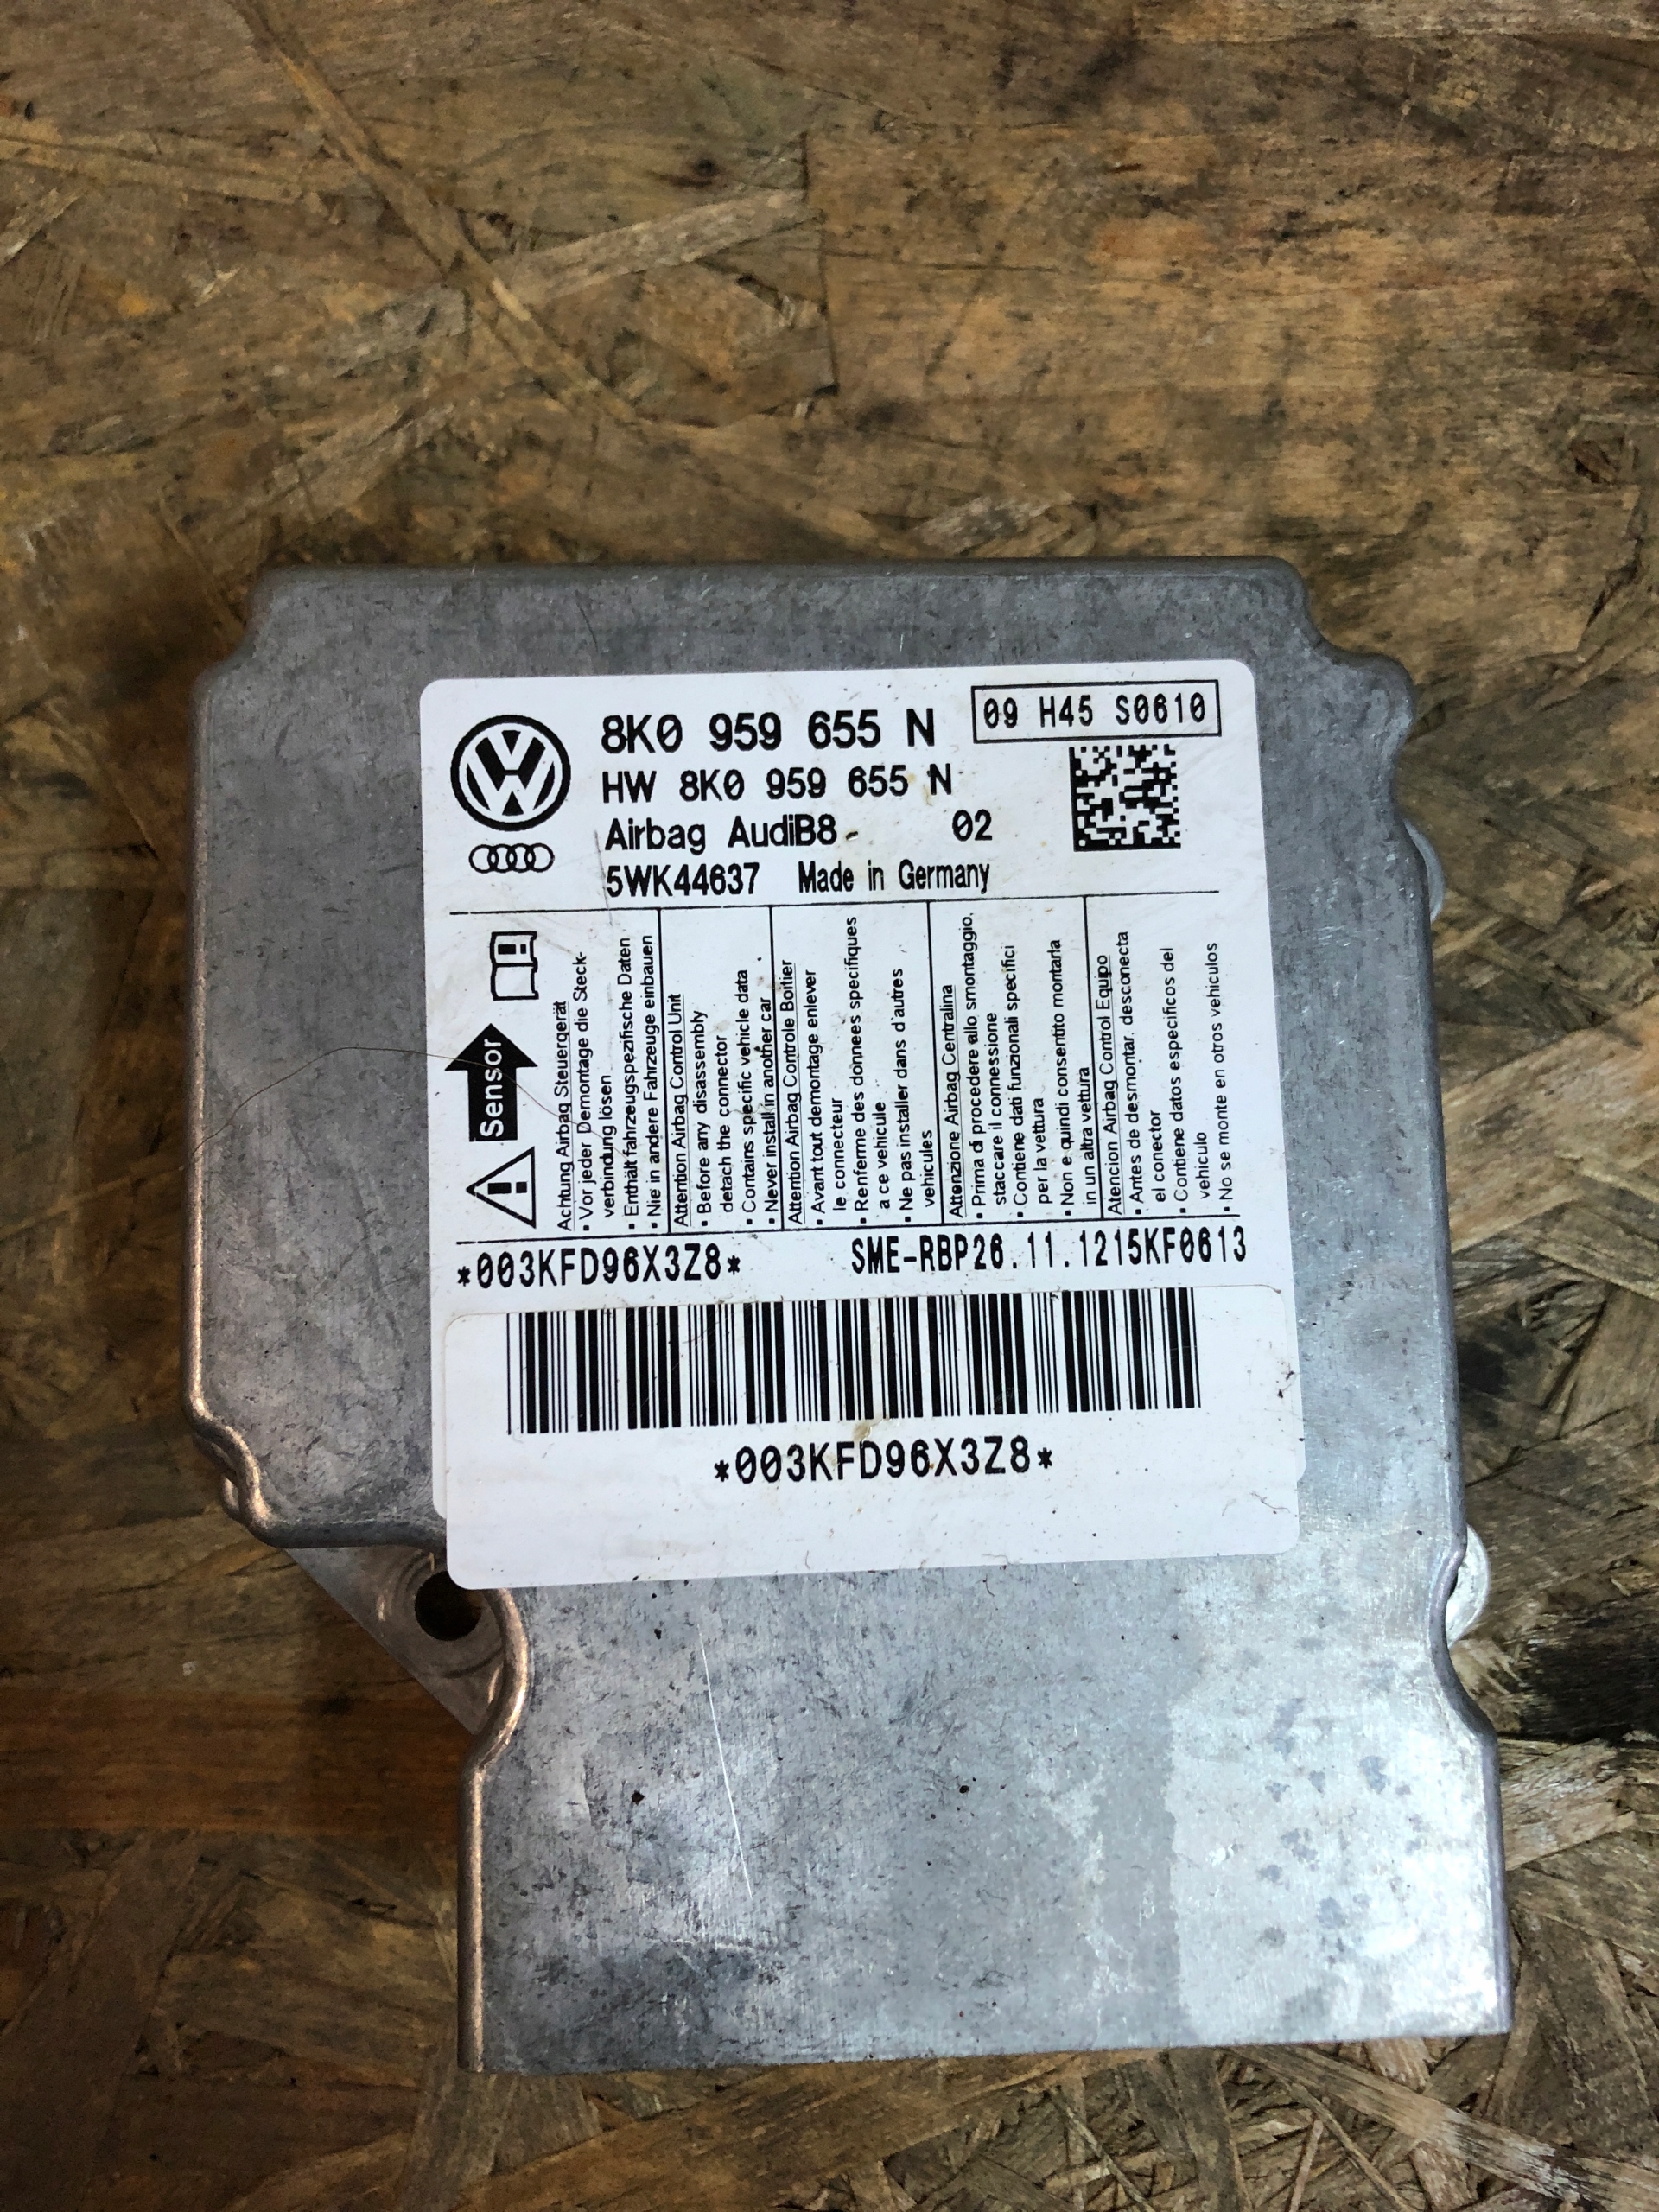 8K0 959 655 N
09 H45 S0610
HW 8K0 959 655 N
Airbag AudiB8- 02
5WK44637 Made in Germany
Sensor
Achtung Airbag Steuergerät
• Vor jeder Demontage die Steck-
verbindung lösen
• Enthält fahrzeugspezifische Daten
• Nie in andere Fahrzeuge einbauen
Attention Airbag Control Unit
• Before any disassembly
detach the connector
• Contains specific vehicle data
• Never install in another car
Attention Airbag Controle Boitier
• Avant tout demontage enlever
le connecteur
• Renferme des donnees specifiques
a ce vehicule
• Ne pas installer dans d'autres
vehicules
Attenzione Airbag Centralina
• Prima di procedere allo smontaggio,
staccare il connessione
• Contiene dati funzionali specifici
per la vettura
• Non e quindi consentito montarla
in un altra vettura
Atencion Airbag Control Equipo
• Antes de desmontar, desconecta
el conector
• Contiene datos especificos del
vehiculo
• No se monte en otros vehiculos
*003KFD96X3Z8* SME-RBP26.11.1215KF0613
*003KFD96X3Z8*